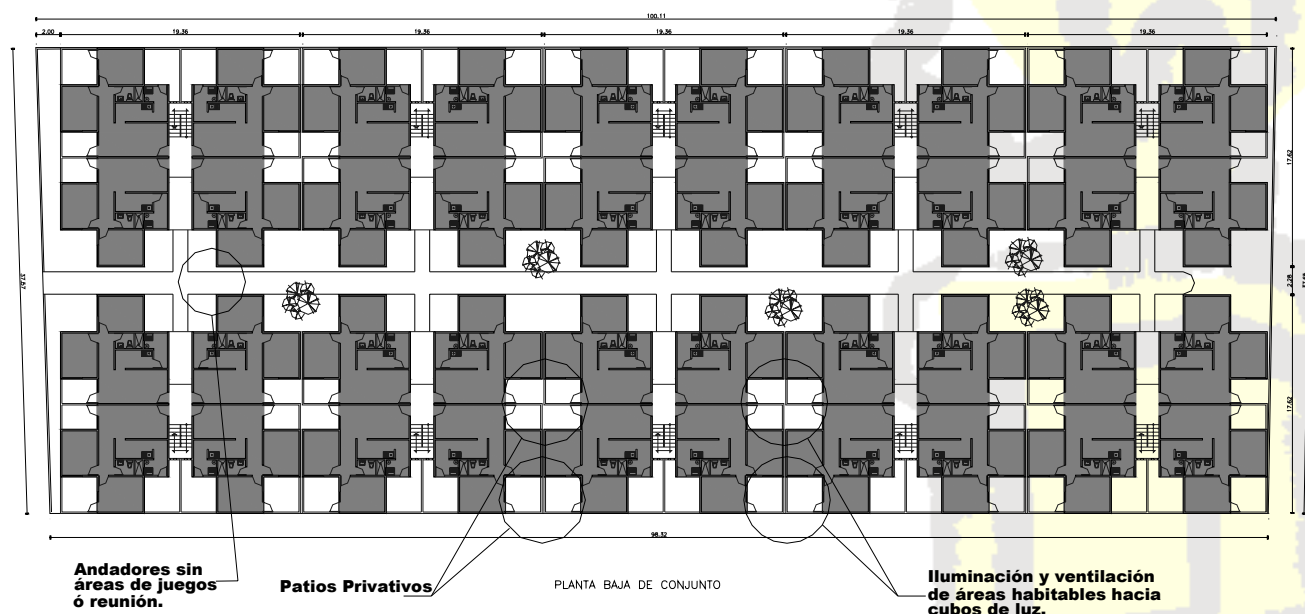 100.11
2.00 19.36 19.36 19.36 19.36 19.36
17.62
37.67
2.28
17.62
98.32
Andadores sin
áreas de juegos
ó reunión.
Patios Privativos
PLANTA BAJA DE CONJUNTO
Iluminación y ventilación
de áreas habitables hacia
cubos de luz.